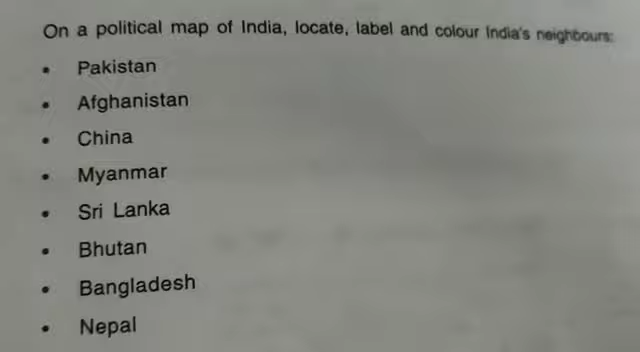 On a political map of India, locate, label and colour India's neighbours:
• Pakistan
• Afghanistan
• China
• Myanmar
• Sri Lanka
• Bhutan
• Bangladesh
• Nepal